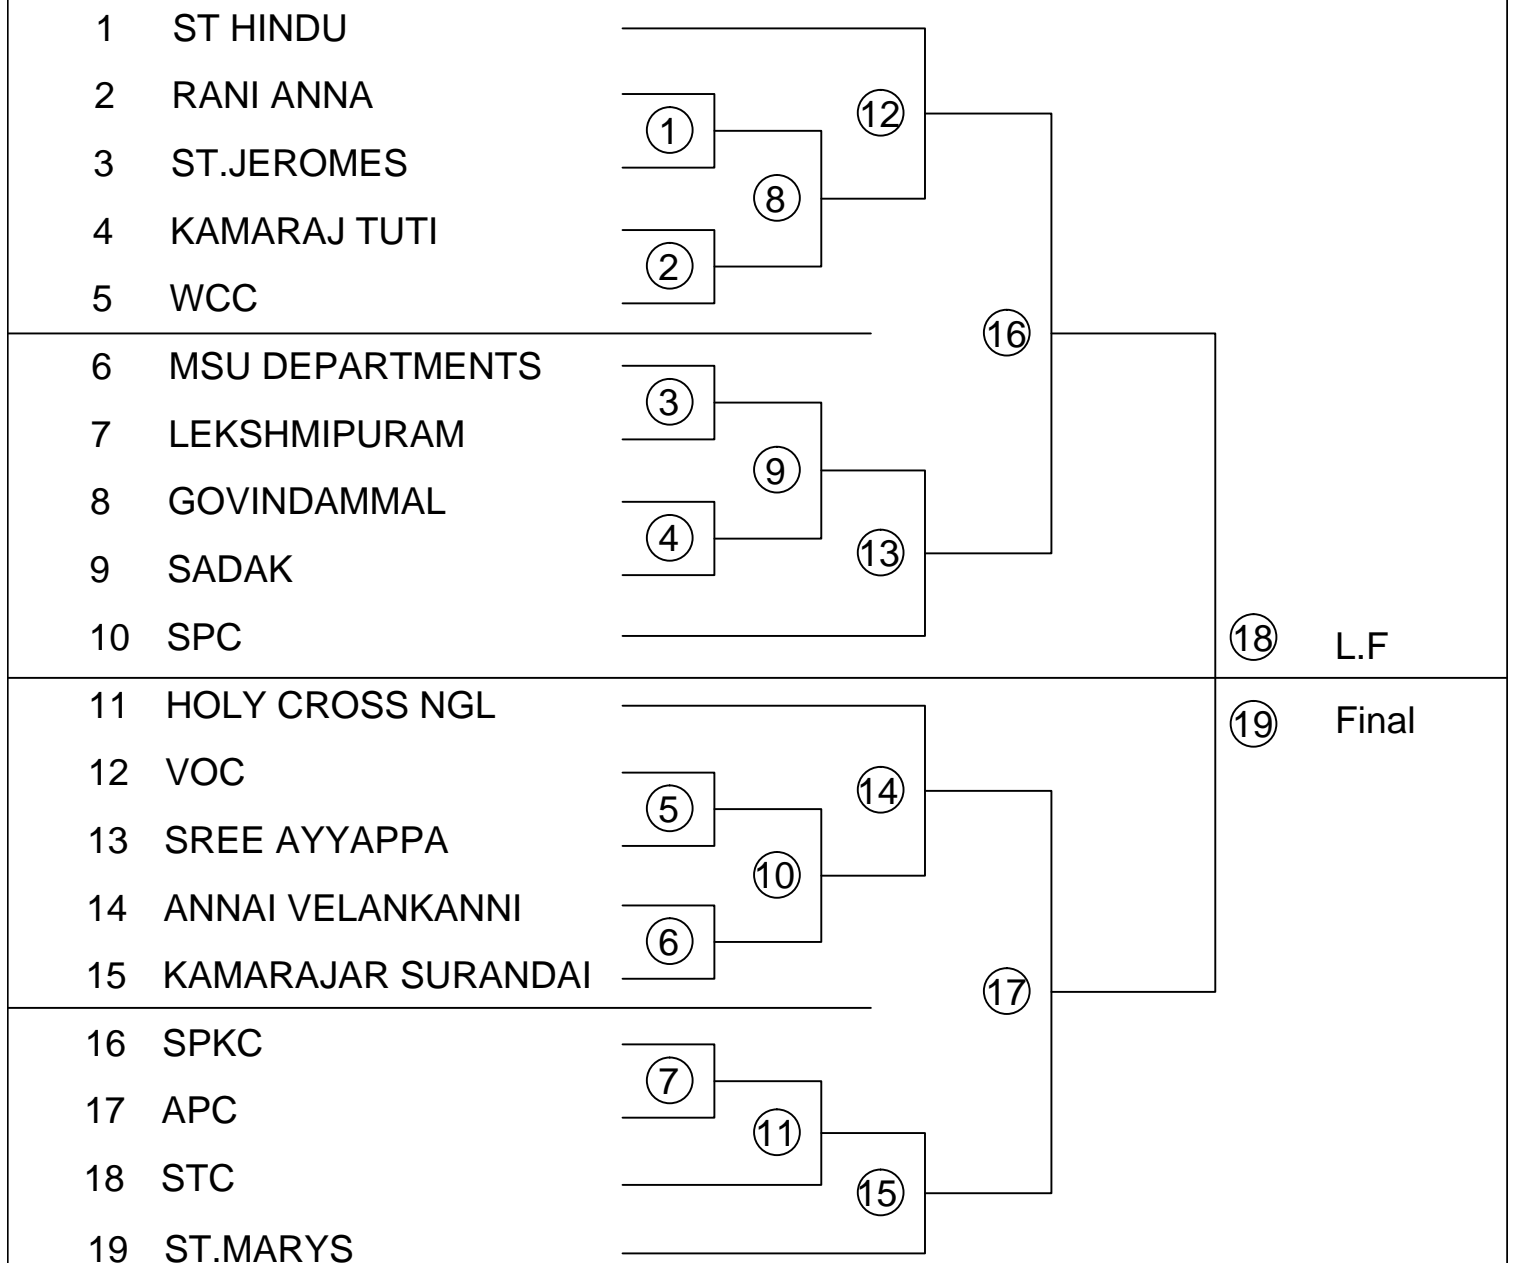 1 ST HINDU
2 RANI ANNA
12
1
3 ST.JEROMES
8
4 KAMARAJ TUTI
2
5 WCC
16
6 MSU DEPARTMENTS
3
7 LEKSHMIPURAM
9
8 GOVINDAMMAL
4
13
9 SADAK
10 SPC
18 L.F
11 HOLY CROSS NGL
19 Final
12 VOC
14
5
13 SREE AYYAPPA
10
14 ANNAI VELANKANNI
6
15 KAMARAJAR SURANDAI
17
16 SPKC
7
17 APC
11
18 STC
15
19 ST.MARYS